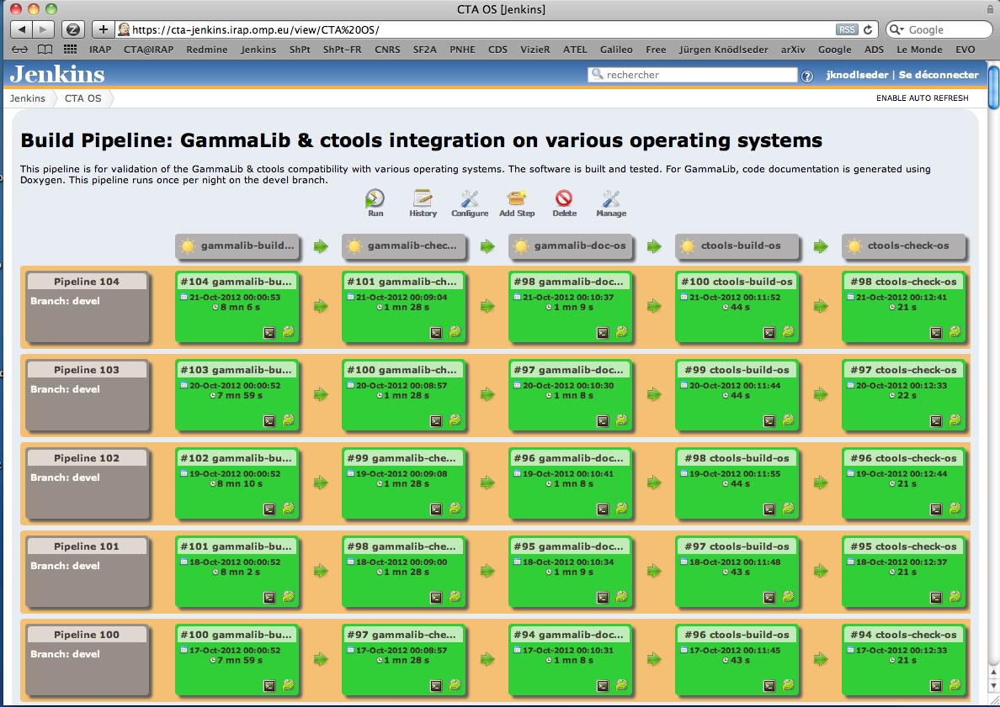 CTA OS [Jenkins]
https://cta-jenkins.irap.omp.eu/view/CTA%20OS/ RSS Google
IRAP CTA@IRAP Redmine Jenkins ShPt ShPt-FR CNRS SF2A PNHE CDS VizieR ATEL Galileo Free Jürgen Knödlseder arXiv Google ADS Le Monde EVO
Jenkins rechercher ? jknodlseder | Se déconnecter
Jenkins CTA OS ENABLE AUTO REFRESH
Build Pipeline: GammaLib & ctools integration on various operating systems
This pipeline is for validation of the GammaLib & ctools compatibility with various operating systems. The software is built and tested. For GammaLib, code documentation is generated using
Doxygen. This pipeline runs once per night on the devel branch.
Run History Configure Add Step Delete Manage
gammalib-build... gammalib-chec... gammalib-doc-os ctools-build-os ctools-check-os
Pipeline 104 #104 gammalib-bu... #101 gammalib-ch... #98 gammalib-doc... #100 ctools-build-os #98 ctools-check-os
Branch: devel 21-Oct-2012 00:00:53 21-Oct-2012 00:09:04 21-Oct-2012 00:10:37 21-Oct-2012 00:11:52 21-Oct-2012 00:12:41
8 mn 6 s 1 mn 28 s 1 mn 9 s 44 s 21 s
Pipeline 103 #103 gammalib-bu... #100 gammalib-ch... #97 gammalib-doc... #99 ctools-build-os #97 ctools-check-os
Branch: devel 20-Oct-2012 00:00:52 20-Oct-2012 00:08:57 20-Oct-2012 00:10:30 20-Oct-2012 00:11:44 20-Oct-2012 00:12:33
7 mn 59 s 1 mn 28 s 1 mn 8 s 44 s 22 s
Pipeline 102 #102 gammalib-bu... #99 gammalib-che... #96 gammalib-doc... #98 ctools-build-os #96 ctools-check-os
Branch: devel 19-Oct-2012 00:00:52 19-Oct-2012 00:09:08 19-Oct-2012 00:10:41 19-Oct-2012 00:11:55 19-Oct-2012 00:12:44
8 mn 10 s 1 mn 28 s 1 mn 8 s 44 s 21 s
Pipeline 101 #101 gammalib-bu... #98 gammalib-che... #95 gammalib-doc... #97 ctools-build-os #95 ctools-check-os
Branch: devel 18-Oct-2012 00:00:52 18-Oct-2012 00:09:00 18-Oct-2012 00:10:34 18-Oct-2012 00:11:48 18-Oct-2012 00:12:37
8 mn 2 s 1 mn 28 s 1 mn 9 s 43 s 21 s
Pipeline 100 #100 gammalib-bu... #97 gammalib-che... #94 gammalib-doc... #96 ctools-build-os #94 ctools-check-os
Branch: devel 17-Oct-2012 00:00:52 17-Oct-2012 00:08:57 17-Oct-2012 00:10:31 17-Oct-2012 00:11:45 17-Oct-2012 00:12:33
7 mn 59 s 1 mn 28 s 1 mn 8 s 43 s 21 s